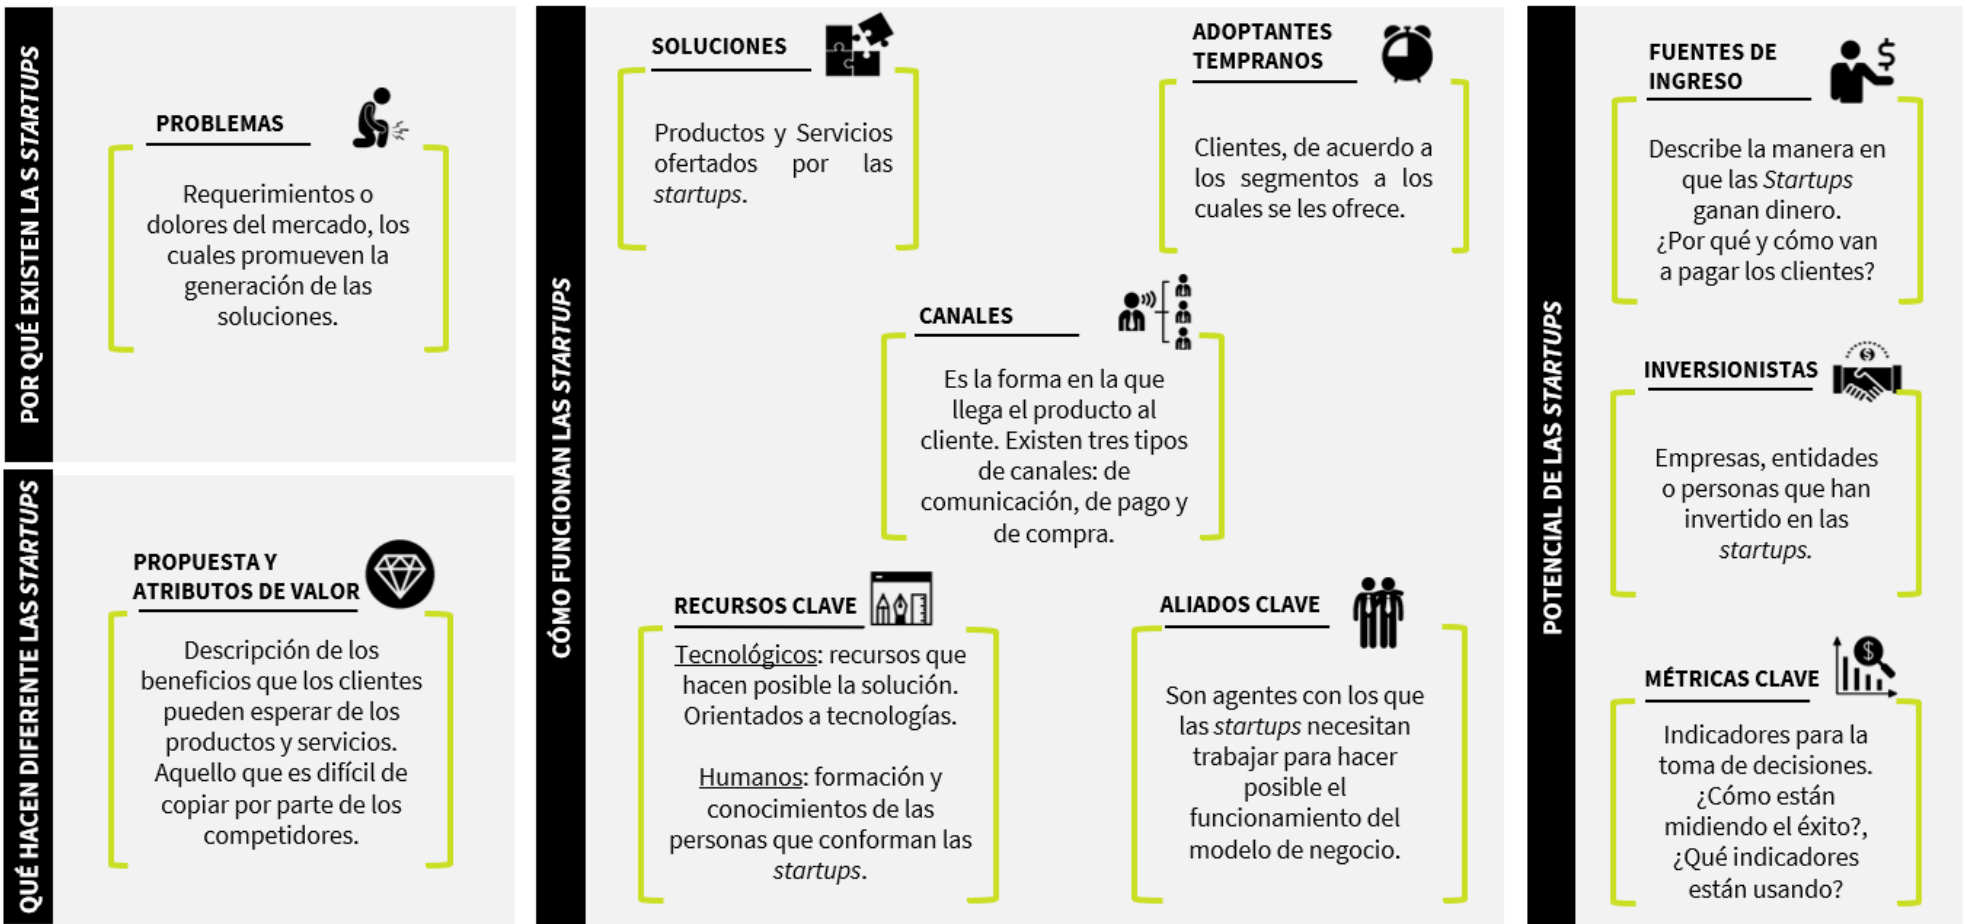 POR QUÉ EXISTEN LAS STARTUPS
PROBLEMAS
Requerimientos o
dolores del mercado, los
cuales promueven la
generación de las
soluciones.
QUÉ HACEN DIFERENTE LAS STARTUPS
PROPUESTA Y
ATRIBUTOS DE VALOR
Descripción de los
beneficios que los clientes
pueden esperar de los
productos y servicios.
Aquello que es difícil de
copiar por parte de los
competidores.
CÓMO FUNCIONAN LAS STARTUPS
SOLUCIONES
Productos y Servicios
ofertados por las
startups.
ADOPTANTES
TEMPRANOS
Clientes, de acuerdo a
los segmentos a los
cuales se les ofrece.
CANALES
Es la forma en la que
llega el producto al
cliente. Existen tres tipos
de canales: de
comunicación, de pago y
de compra.
RECURSOS CLAVE
Tecnológicos: recursos que
hacen posible la solución.
Orientados a tecnologías.
Humanos: formación y
conocimientos de las
personas que conforman las
startups.
ALIADOS CLAVE
Son agentes con los que
las startups necesitan
trabajar para hacer
posible el
funcionamiento del
modelo de negocio.
POTENCIAL DE LAS STARTUPS
FUENTES DE
INGRESO
$
Describe la manera en
que las Startups
ganan dinero.
¿Por qué y cómo van
a pagar los clientes?
INVERSIONISTAS
$
Empresas, entidades
o personas que han
invertido en las
startups.
MÉTRICAS CLAVE
$
Indicadores para la
toma de decisiones.
¿Cómo están
midiendo el éxito?,
¿Qué indicadores
están usando?